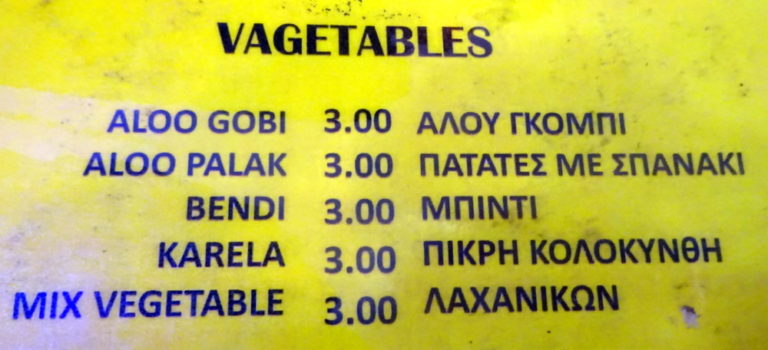 VAGETABLES
ALOO GOBI 3.00 ΑΛΟΥ ΓΚΟΜΠΙ
ALOO PALAK 3.00 ΠΑΤΑΤΕΣ ΜΕ ΣΠΑΝΑΚΙ
BENDI 3.00 ΜΠΙΝΤΙ
KARELA 3.00 ΠΙΚΡΗ ΚΟΛΟΚΥΝΘΗ
MIX VEGETABLE 3.00 ΛΑΧΑΝΙΚΩΝ